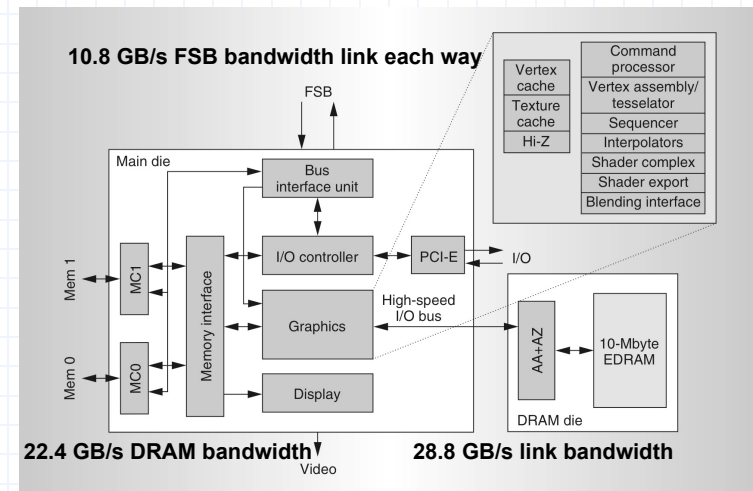 10.8 GB/s FSB bandwidth link each way
FSB
Command
processor
Vertex assembly/
tesselator
Sequencer
Interpolators
Shader complex
Shader export
Blending interface
Vertex
cache
Texture
cache
Hi-Z
Main die
Bus
interface unit
I/O controller
PCI-E
I/O
Mem 1
MC1
Memory interface
Graphics
High-speed
I/O bus
AA+AZ
10-Mbyte
EDRAM
Mem 0
MC0
Display
DRAM die
22.4 GB/s DRAM bandwidth
28.8 GB/s link bandwidth
Video